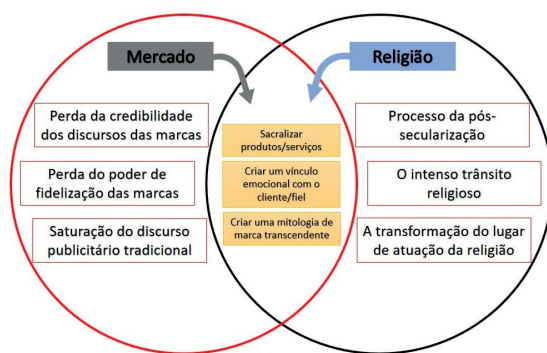 Mercado
Religião
Perda da credibilidade
dos discursos das marcas
Perda do poder de
fidelização das marcas
Saturação do discurso
publicitário tradicional
Sacralizar
produtos/serviços
Criar um vínculo
emocional com o
cliente/fiel
Criar uma mitologia de
marca transcendente
Processo da pós-
secularização
O intenso trânsito
religioso
A transformação do lugar
de atuação da religião